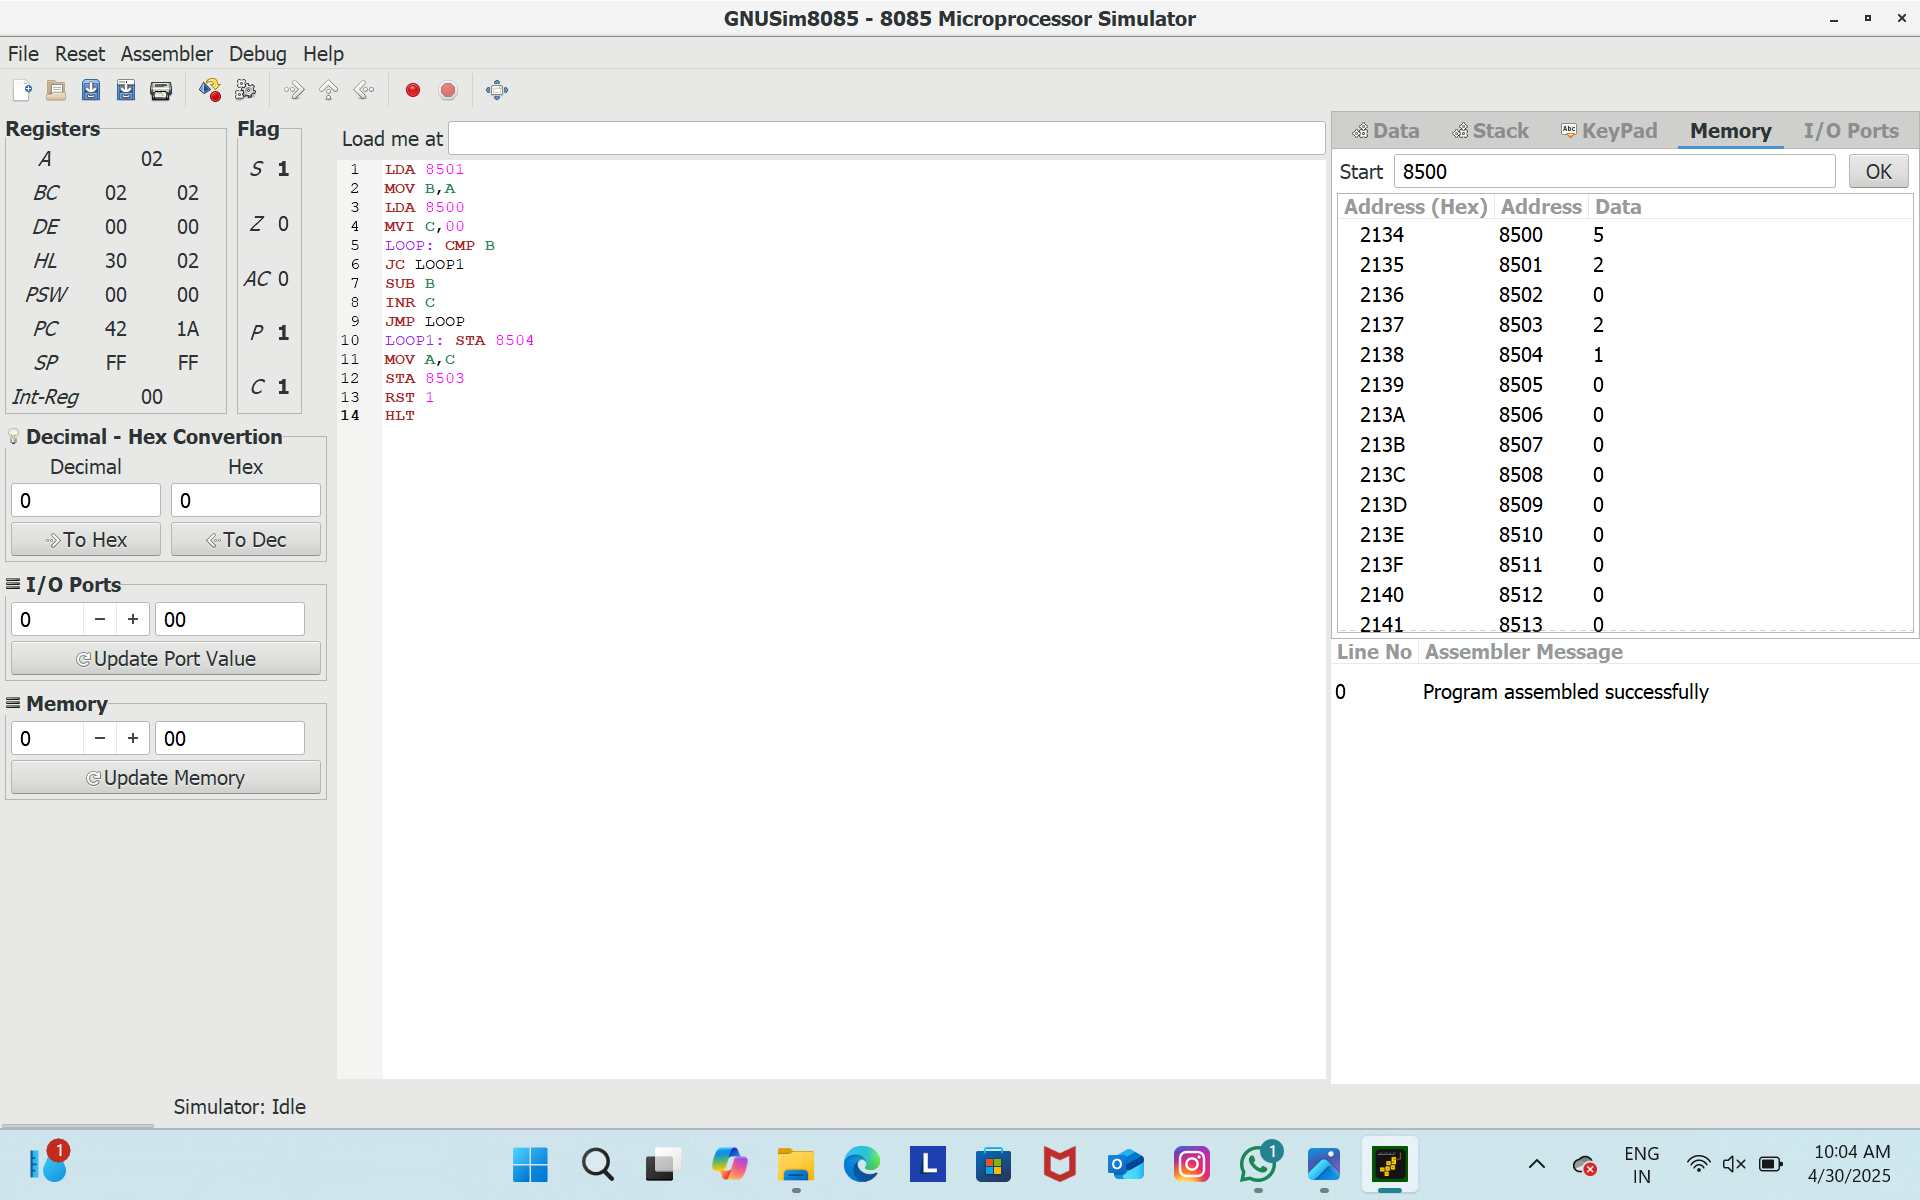 GNUSim8085 - 8085 Microprocessor Simulator
File Reset Assembler Debug Help
Registers
A 02
BC 02 02
DE 00 00
HL 30 02
PSW 00 00
PC 42 1A
SP FF FF
Int-Reg 00
Flag
S 1
Z 0
AC 0
P 1
C 1
Decimal - Hex Convertion
Decimal Hex
0 0
To Hex To Dec
I/O Ports
0 − + 00
Update Port Value
Memory
0 − + 00
Update Memory
Load me at
1 LDA 8501
2 MOV B,A
3 LDA 8500
4 MVI C,00
5 LOOP: CMP B
6 JC LOOP1
7 SUB B
8 INR C
9 JMP LOOP
10 LOOP1: STA 8504
11 MOV A,C
12 STA 8503
13 RST 1
14 HLT
Data Stack Abc KeyPad Memory I/O Ports
Start 8500 OK
Address (Hex) Address Data
2134 8500 5
2135 8501 2
2136 8502 0
2137 8503 2
2138 8504 1
2139 8505 0
213A 8506 0
213B 8507 0
213C 8508 0
213D 8509 0
213E 8510 0
213F 8511 0
2140 8512 0
2141 8513 0
Line No Assembler Message
0 Program assembled successfully
Simulator: Idle
1
L
1
ENG
IN
10:04 AM
4/30/2025